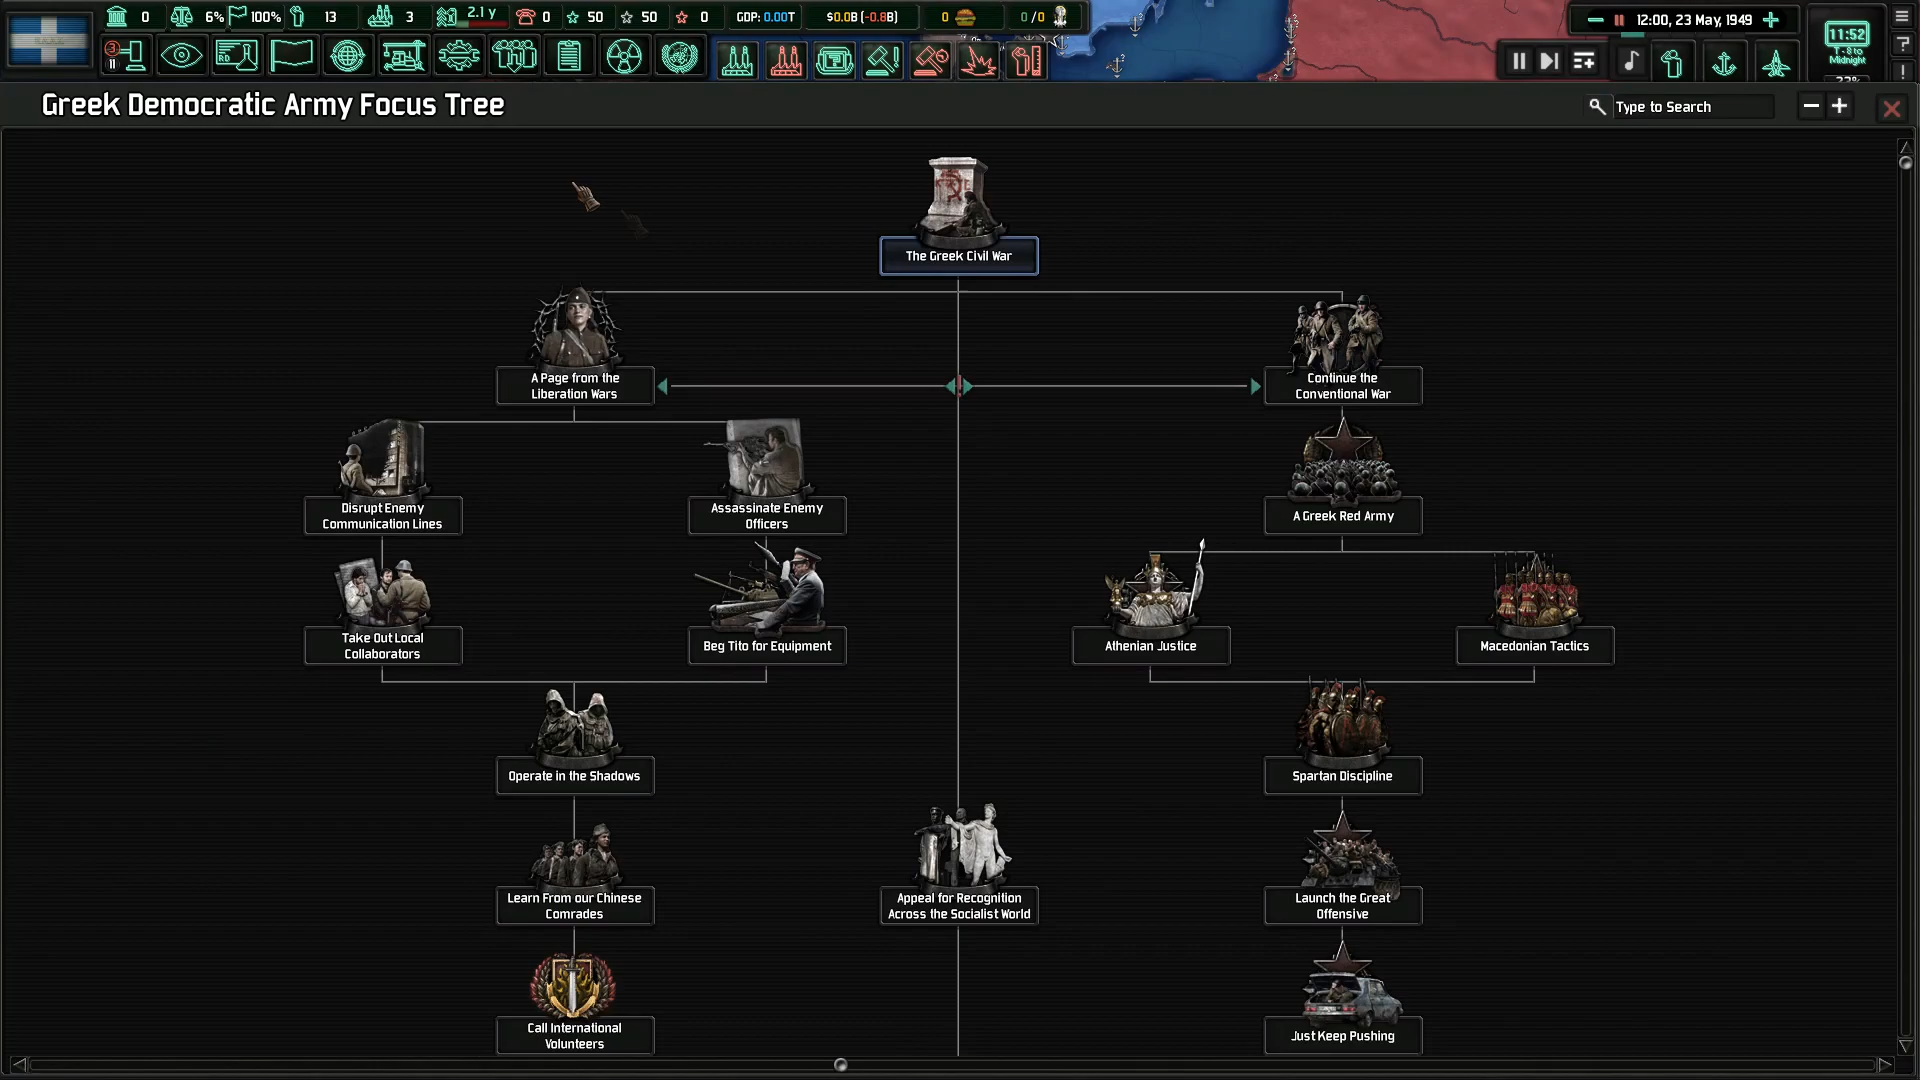 0
6%
100%
13
3
2.1 y
0
50
50
0
GDP: 0.00T
$0.0B (-0.8B)
0
0 / 0
12:00, 23 May, 1949
11:52
T - 8 to
Midnight
3
11
Greek Democratic Army Focus Tree
Type to Search
The Greek Civil War
A Page from the
Liberation Wars
Continue the
Conventional War
Disrupt Enemy
Communication Lines
Assassinate Enemy
Officers
A Greek Red Army
Take Out Local
Collaborators
Beg Tito for Equipment
Athenian Justice
Macedonian Tactics
Operate in the Shadows
Spartan Discipline
Learn From our Chinese
Comrades
Appeal for Recognition
Across the Socialist World
Launch the Great
Offensive
Call International
Volunteers
Just Keep Pushing